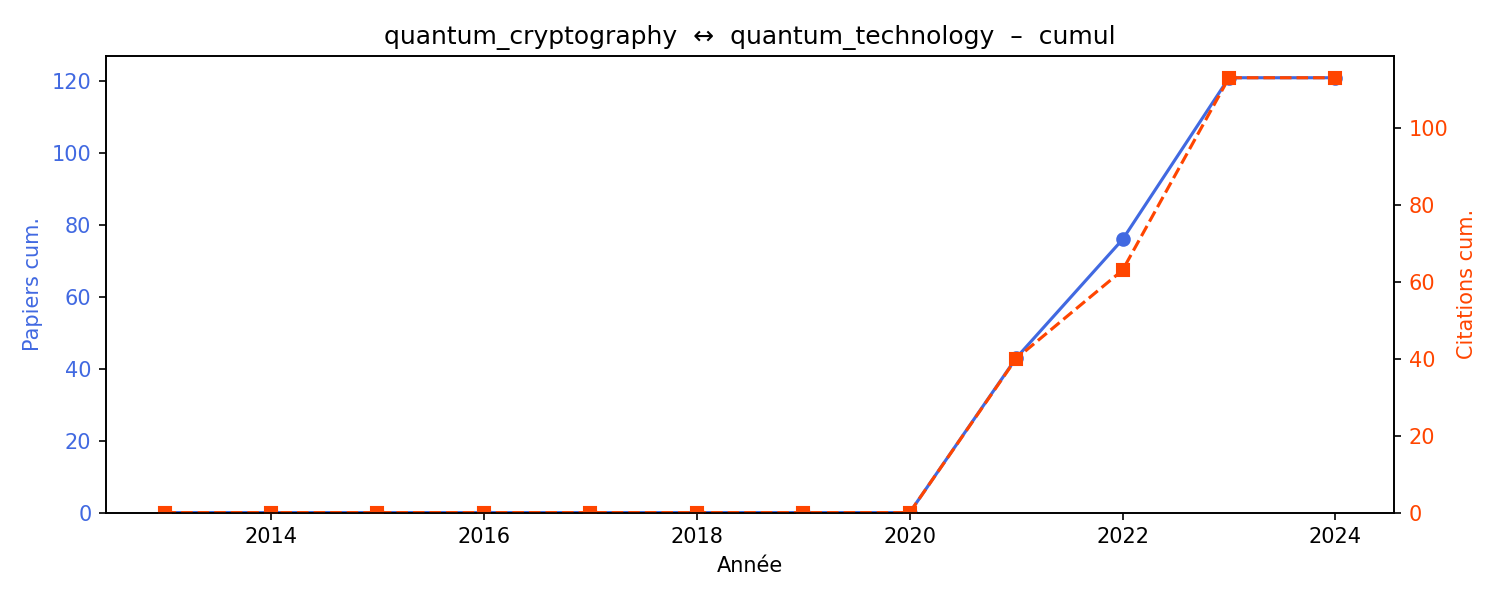 quantum_cryptography ↔ quantum_technology – cumul
120
100
80
60
40
20
0
Papiers cum.
100
80
60
40
20
0
Citations cum.
2014 2016 2018 2020 2022 2024
Année